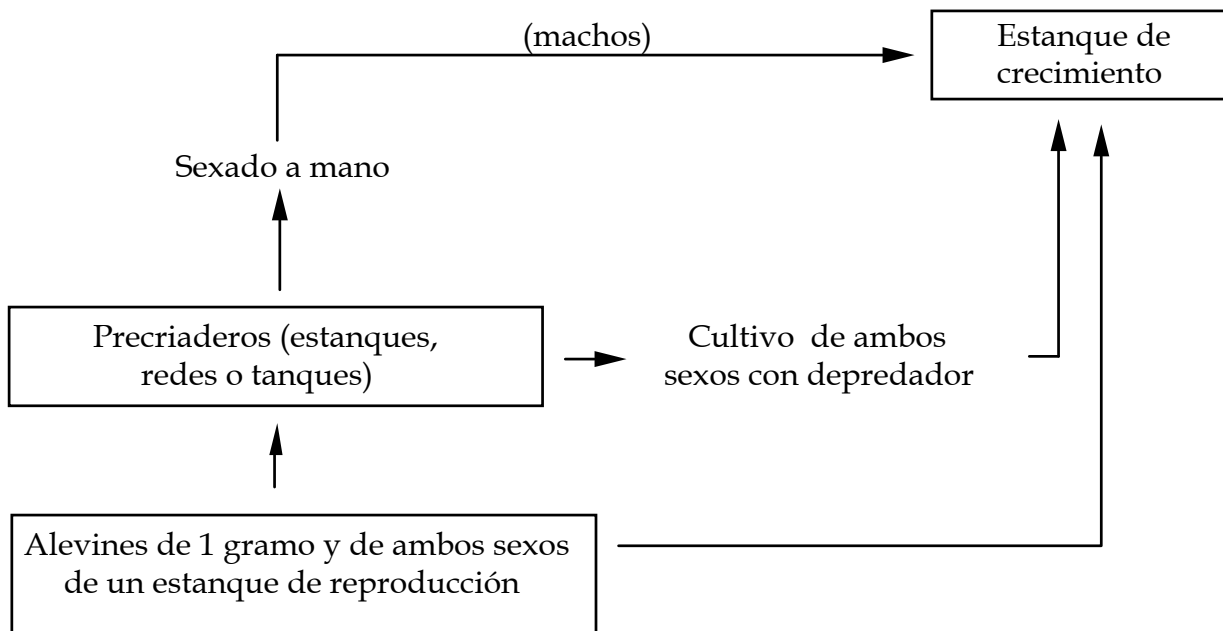 (machos)
Estanque de
crecimiento
Sexado a mano
Precriaderos (estanques,
redes o tanques)
Cultivo de ambos
sexos con depredador
Alevines de 1 gramo y de ambos sexos
de un estanque de reproducción